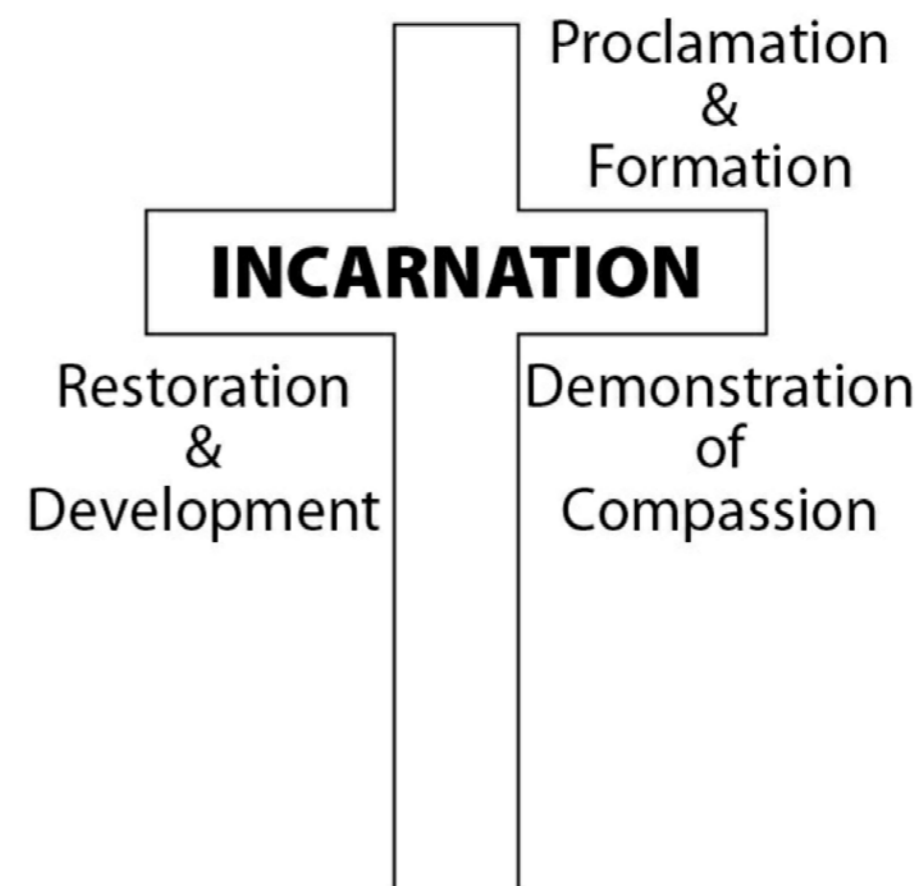 Proclamation
&
Formation
INCARNATION
Restoration
&
Development
Demonstration
of
Compassion